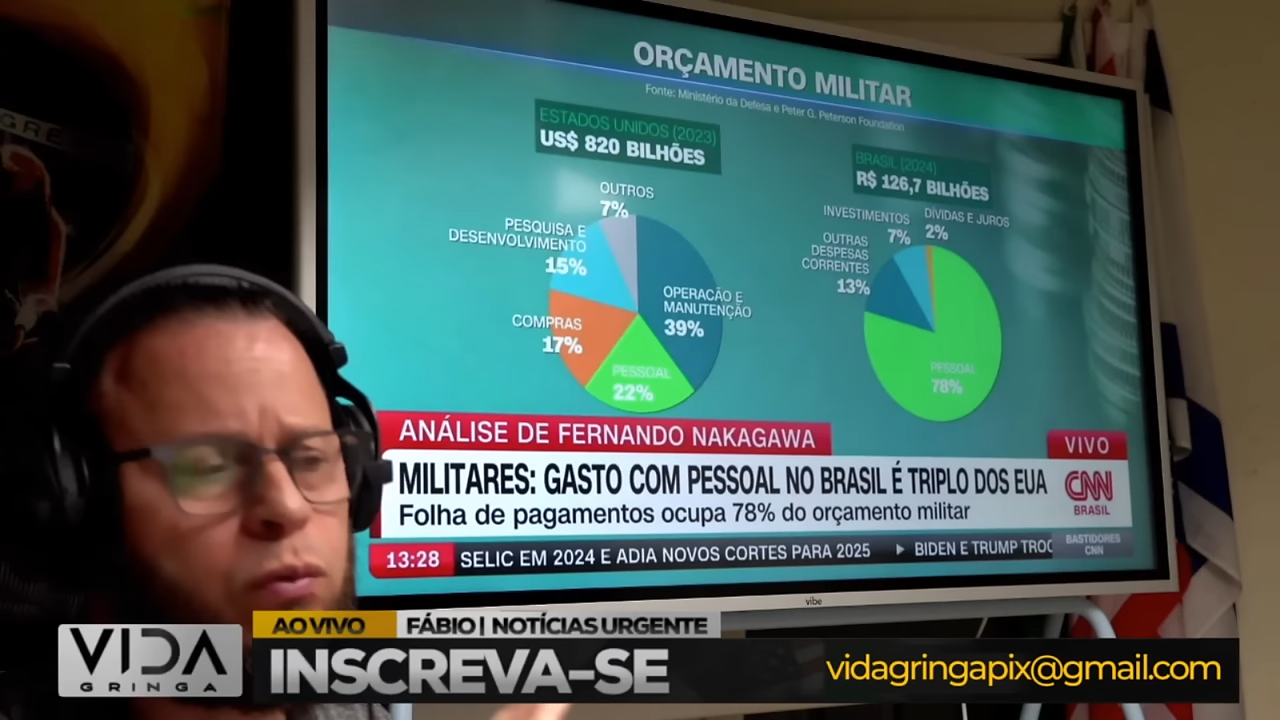 GRE
ORÇAMENTO MILITAR
Fonte: Ministério da Defesa e Peter G. Peterson Foundation
ESTADOS UNIDOS (2023)
US$ 820 BILHÕES
OUTROS
7%
PESQUISA E
DESENVOLVIMENTO
15%
COMPRAS
17%
OPERACÃO E
MANUTENÇÃO
39%
PESSOAL
22%
BRASIL (2024)
R$ 126,7 BILHÕES
INVESTIMENTOS
7%
DÍVIDAS E JUROS
2%
OUTRAS
DESPESAS
CORRENTES
13%
PESSOAL
78%
ANÁLISE DE FERNANDO NAKAGAWA
VIVO
MILITARES: GASTO COM PESSOAL NO BRASIL É TRIPLO DOS EUA
Folha de pagamentos ocupa 78% do orçamento militar
CNN
BRASIL
13:28 SELIC EM 2024 E ADIA NOVOS CORTES PARA 2025 ▶ BIDEN E TRUMP TROC
BASTIDORES
CNN
vibe
AO VIVO FÁBIO | NOTÍCIAS URGENTE
VIDA
GRINGA
INSCREVA-SE
vidagringapix@gmail.com